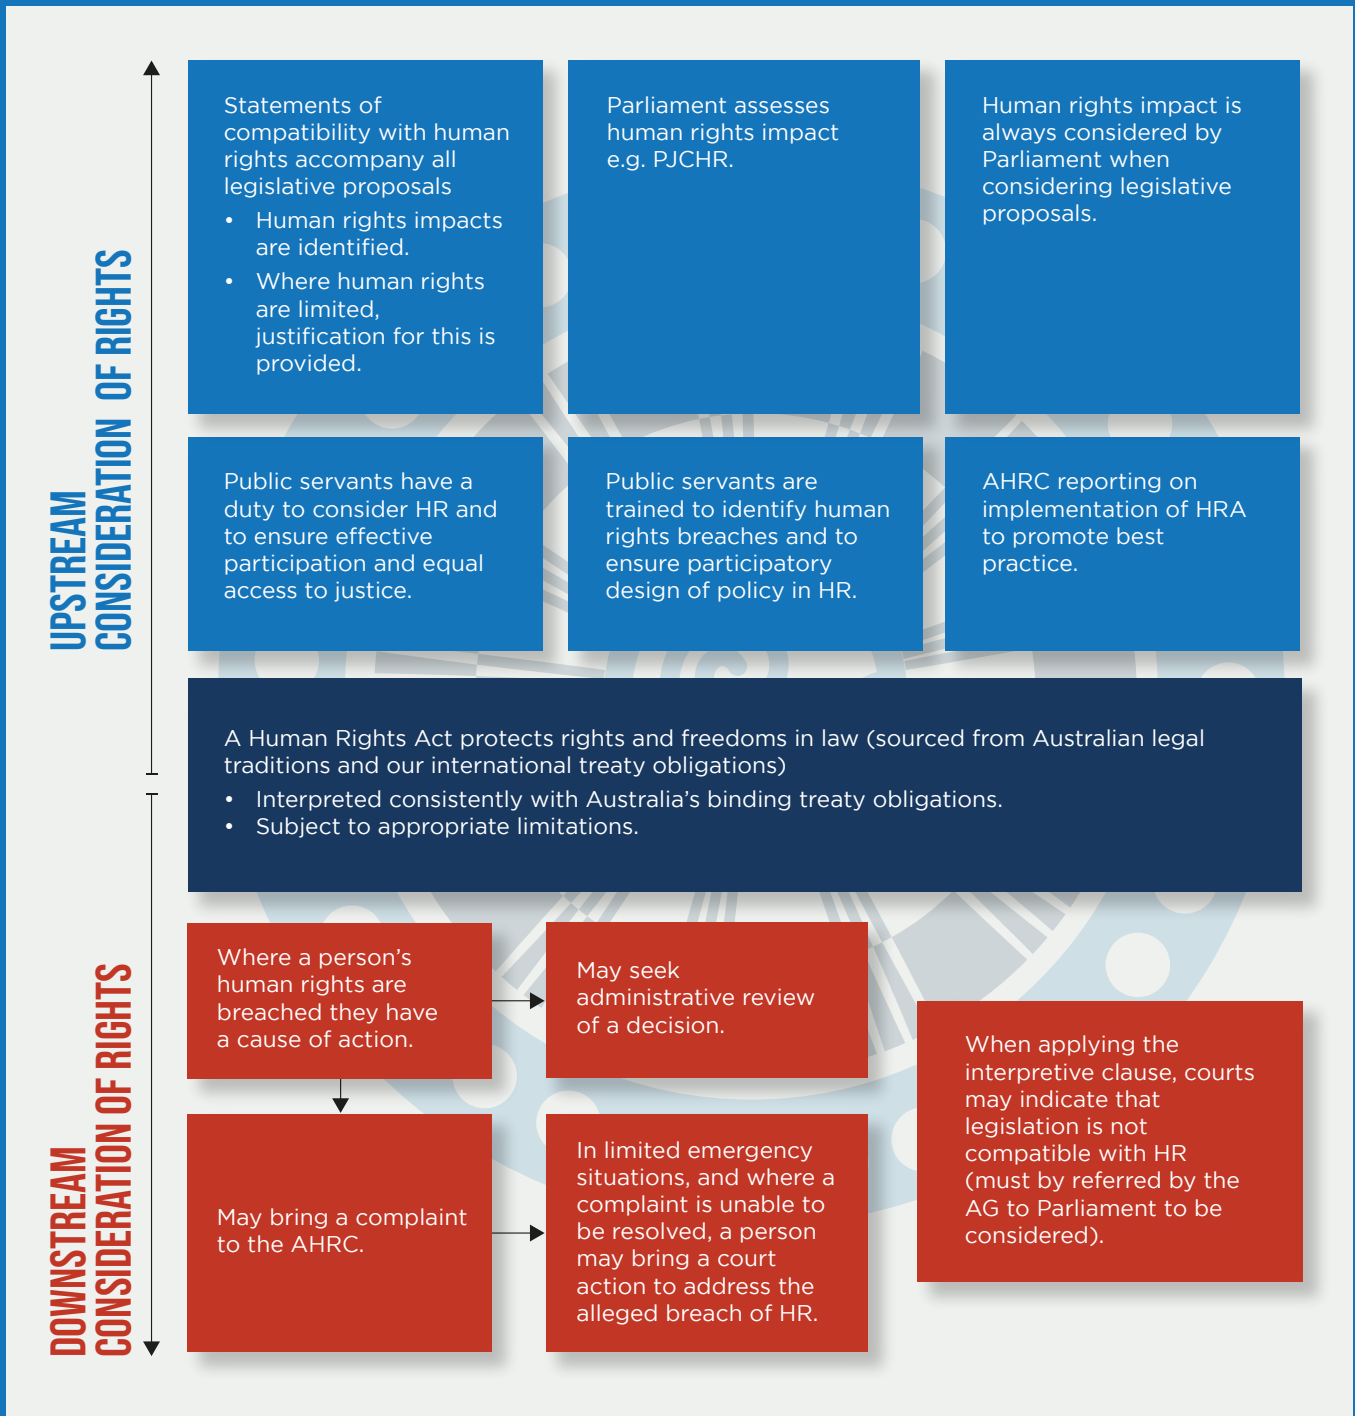 UPSTREAM
CONSIDERATION OF RIGHTS
Statements of
compatibility with human
rights accompany all
legislative proposals
• Human rights impacts
are identified.
• Where human rights
are limited,
justification for this is
provided.
Parliament assesses
human rights impact
e.g. PJCHR.
Human rights impact is
always considered by
Parliament when
considering legislative
proposals.
Public servants have a
duty to consider HR and
to ensure effective
participation and equal
access to justice.
Public servants are
trained to identify human
rights breaches and to
ensure participatory
design of policy in HR.
AHRC reporting on
implementation of HRA
to promote best
practice.
A Human Rights Act protects rights and freedoms in law (sourced from Australian legal
traditions and our international treaty obligations)
• Interpreted consistently with Australia’s binding treaty obligations.
• Subject to appropriate limitations.
DOWNSTREAM
CONSIDERATION OF RIGHTS
Where a person’s
human rights are
breached they have
a cause of action.
May seek
administrative review
of a decision.
May bring a complaint
to the AHRC.
In limited emergency
situations, and where a
complaint is unable to
be resolved, a person
may bring a court
action to address the
alleged breach of HR.
When applying the
interpretive clause, courts
may indicate that
legislation is not
compatible with HR
(must by referred by the
AG to Parliament to be
considered).